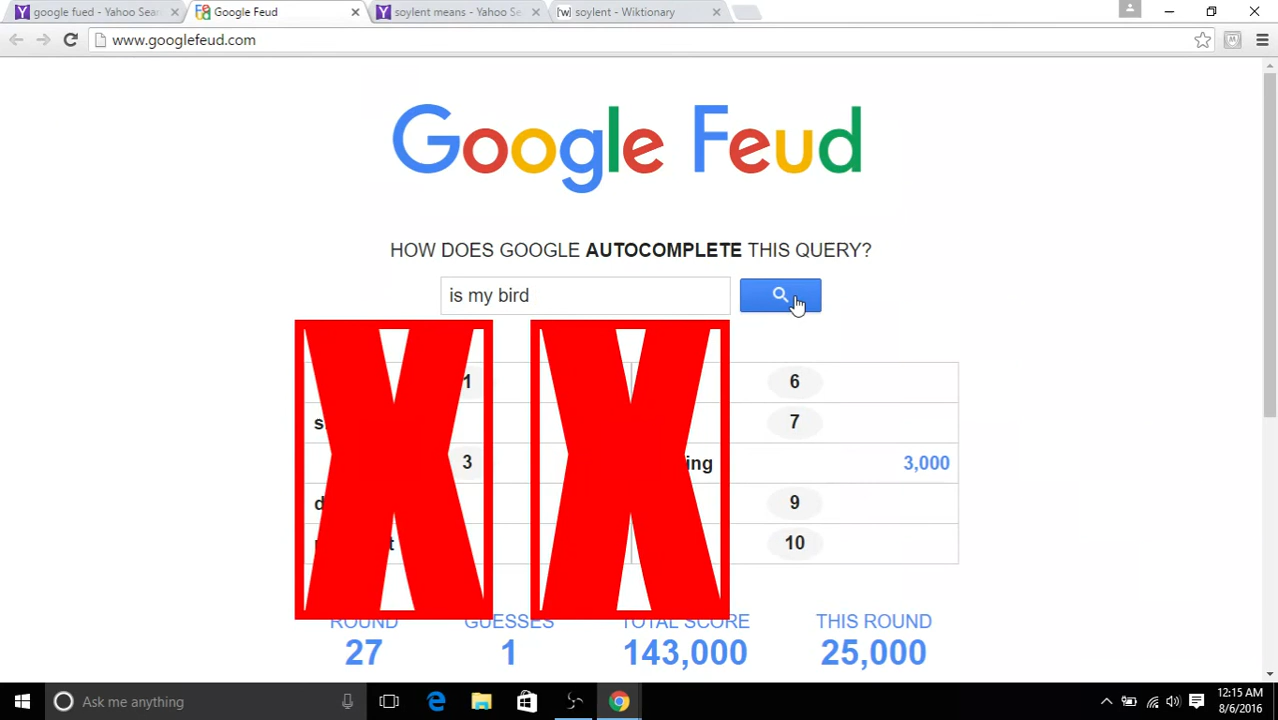 google fued - Yahoo Sear
Google Feud
soylent means - Yahoo Se
soylent - Wiktionary
www.googlefeud.com
Google Feud
HOW DOES GOOGLE AUTOCOMPLETE THIS QUERY?
is my bird
X X
1 6
7
3 ing 3,000
9
10
ROUND GUESSES TOTAL SCORE THIS ROUND
27 1 143,000 25,000
Ask me anything
12:15 AM
8/6/2016